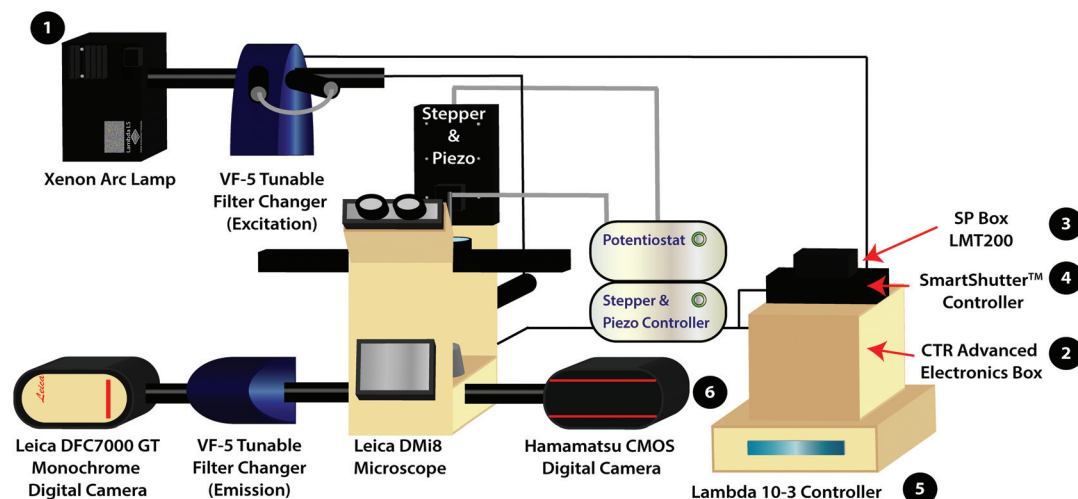 1
Lambda LS
Xenon Arc Lamp
VF-5 Tunable
Filter Changer
(Excitation)
Stepper
&
Piezo
Potentiostat
Stepper &
Piezo Controller
SP Box
LMT200
3
SmartShutter™
Controller
4
CTR Advanced
Electronics Box
2
Leica
Leica DFC7000 GT
Monochrome
Digital Camera
VF-5 Tunable
Filter Changer
(Emission)
Leica DMi8
Microscope
Hamamatsu CMOS
Digital Camera
6
Lambda 10-3 Controller
5